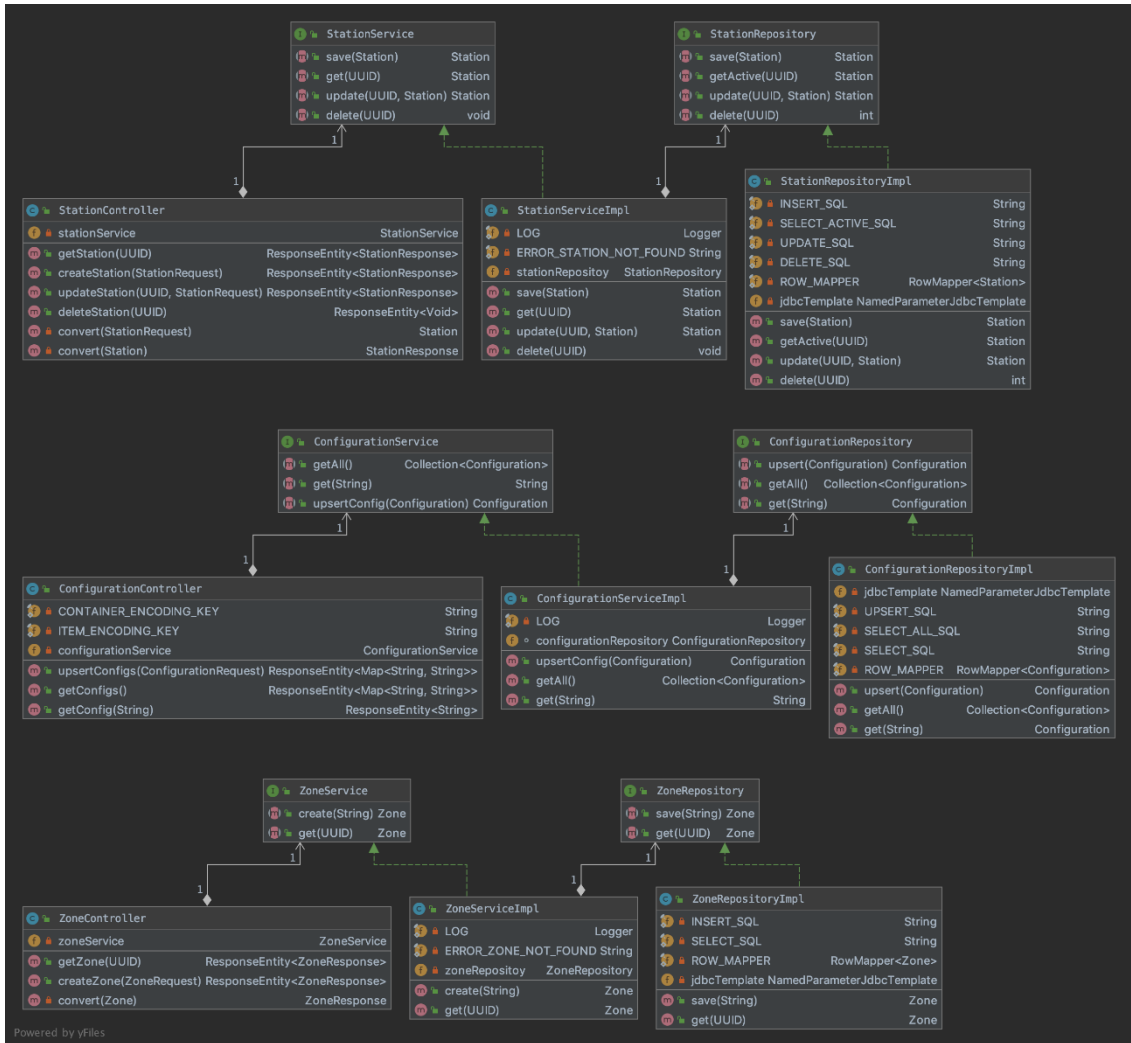 StationService
save(Station) Station
get(UUID) Station
update(UUID, Station) Station
delete(UUID) void
StationRepository
save(Station) Station
getActive(UUID) Station
update(UUID, Station) Station
delete(UUID) int
1
1
1
1
StationController
stationService StationService
getStation(UUID) ResponseEntity<StationResponse>
createStation(StationRequest) ResponseEntity<StationResponse>
updateStation(UUID, StationRequest) ResponseEntity<StationResponse>
deleteStation(UUID) ResponseEntity<Void>
convert(StationRequest) Station
convert(Station) StationResponse
StationServiceImpl
LOG Logger
ERROR_STATION_NOT_FOUND String
stationRepositoy StationRepository
save(Station) Station
get(UUID) Station
update(UUID, Station) Station
delete(UUID) void
StationRepositoryImpl
INSERT_SQL String
SELECT_ACTIVE_SQL String
UPDATE_SQL String
DELETE_SQL String
ROW_MAPPER RowMapper<Station>
jdbcTemplate NamedParameterJdbcTemplate
save(Station) Station
getActive(UUID) Station
update(UUID, Station) Station
delete(UUID) int
ConfigurationService
getAll() Collection<Configuration>
get(String) String
upsertConfig(Configuration) Configuration
ConfigurationRepository
upsert(Configuration) Configuration
getAll() Collection<Configuration>
get(String) Configuration
1
1
1
1
ConfigurationController
CONTAINER_ENCODING_KEY String
ITEM_ENCODING_KEY String
configurationService ConfigurationService
upsertConfigs(ConfigurationRequest) ResponseEntity<Map<String, String>>
getConfigs() ResponseEntity<Map<String, String>>
getConfig(String) ResponseEntity<String>
ConfigurationServiceImpl
LOG Logger
configurationRepository ConfigurationRepository
upsertConfig(Configuration) Configuration
getAll() Collection<Configuration>
get(String) String
ConfigurationRepositoryImpl
jdbcTemplate NamedParameterJdbcTemplate
UPSERT_SQL String
SELECT_ALL_SQL String
SELECT_SQL String
ROW_MAPPER RowMapper<Configuration>
upsert(Configuration) Configuration
getAll() Collection<Configuration>
get(String) Configuration
ZoneService
create(String) Zone
get(UUID) Zone
ZoneRepository
save(String) Zone
get(UUID) Zone
1
1
1
1
ZoneController
zoneService ZoneService
getZone(UUID) ResponseEntity<ZoneResponse>
createZone(ZoneRequest) ResponseEntity<ZoneResponse>
convert(Zone) ZoneResponse
ZoneServiceImpl
LOG Logger
ERROR_ZONE_NOT_FOUND String
zoneRepositoy ZoneRepository
create(String) Zone
get(UUID) Zone
ZoneRepositoryImpl
INSERT_SQL String
SELECT_SQL String
ROW_MAPPER RowMapper<Zone>
jdbcTemplate NamedParameterJdbcTemplate
save(String) Zone
get(UUID) Zone
Powered by yFiles